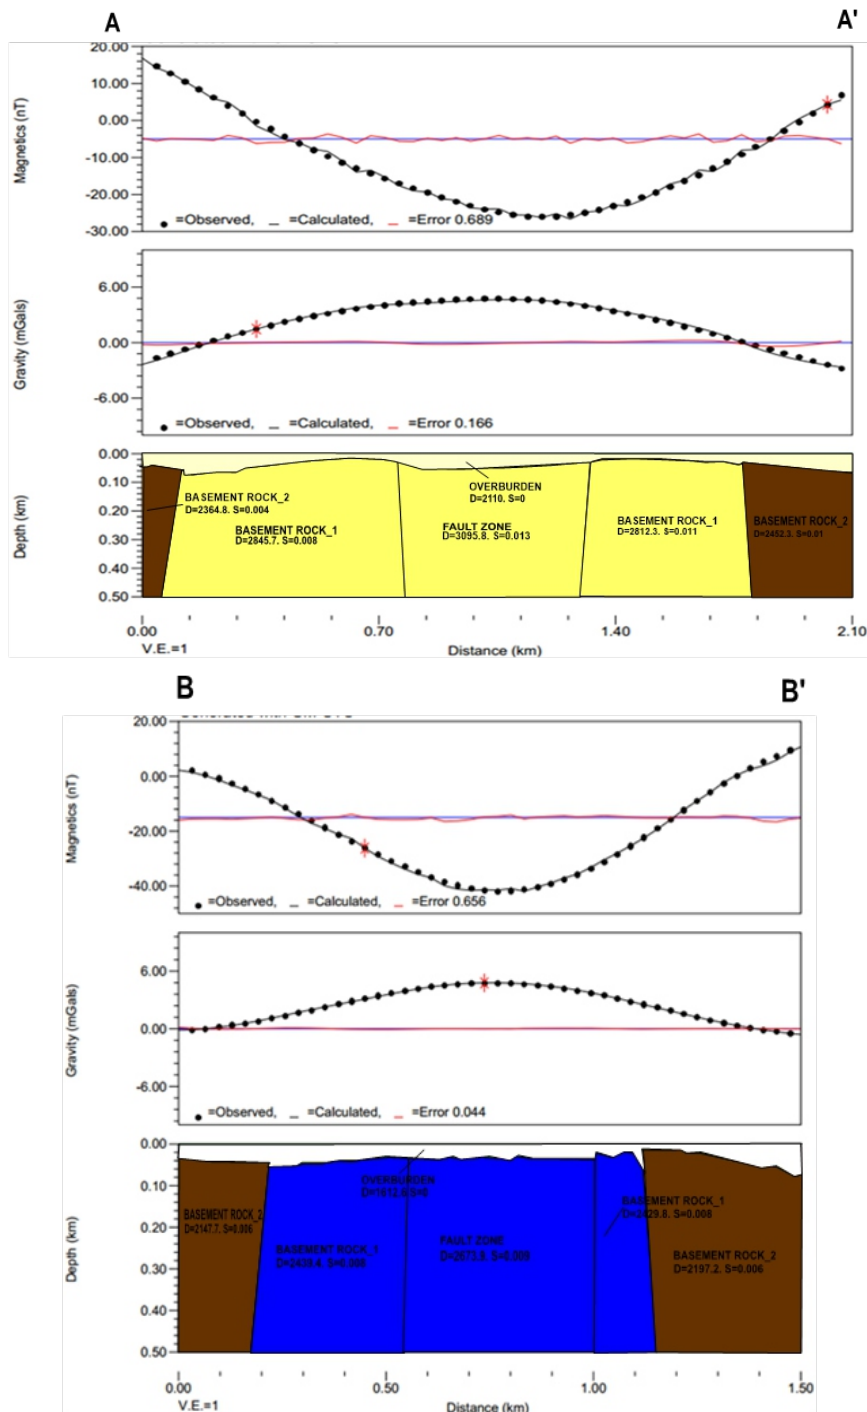 A A'
20.00
10.00
0.00
-10.00
-20.00
-30.00
Magnetics (nT)
=Observed, =Calculated, =Error 0.689
6.00
0.00
-6.00
Gravity (mGals)
=Observed, =Calculated, =Error 0.166
0.00
0.10
0.20
0.30
0.40
0.50
Depth (km)
BASEMENT ROCK_2
D=2364.8. S=0.004
BASEMENT ROCK_1
D=2845.7. S=0.008
OVERBURDEN
D=2110. S=0
FAULT ZONE
D=3095.8. S=0.013
BASEMENT ROCK_1
D=2812.3. S=0.011
BASEMENT ROCK_2
D=2452.3. S=0.01
0.00 0.70 1.40 2.10
V.E.=1 Distance (km)
B B'
20.00
0.00
-20.00
-40.00
Magnetics (nT)
=Observed, =Calculated, =Error 0.656
6.00
0.00
-6.00
Gravity (mGals)
=Observed, =Calculated, =Error 0.044
0.00
0.10
0.20
0.30
0.40
0.50
Depth (km)
BASEMENT ROCK_2
D=2147.7. S=0.006
BASEMENT ROCK_1
D=2439.4. S=0.008
OVERBURDEN
D=1612.6 S=0
FAULT ZONE
D=2673.9. S=0.009
BASEMENT ROCK_1
S=0.008
BASEMENT ROCK_2
D=2197.2. S=0.006
0.00 0.50 1.00 1.50
V.E.=1 Distance (km)